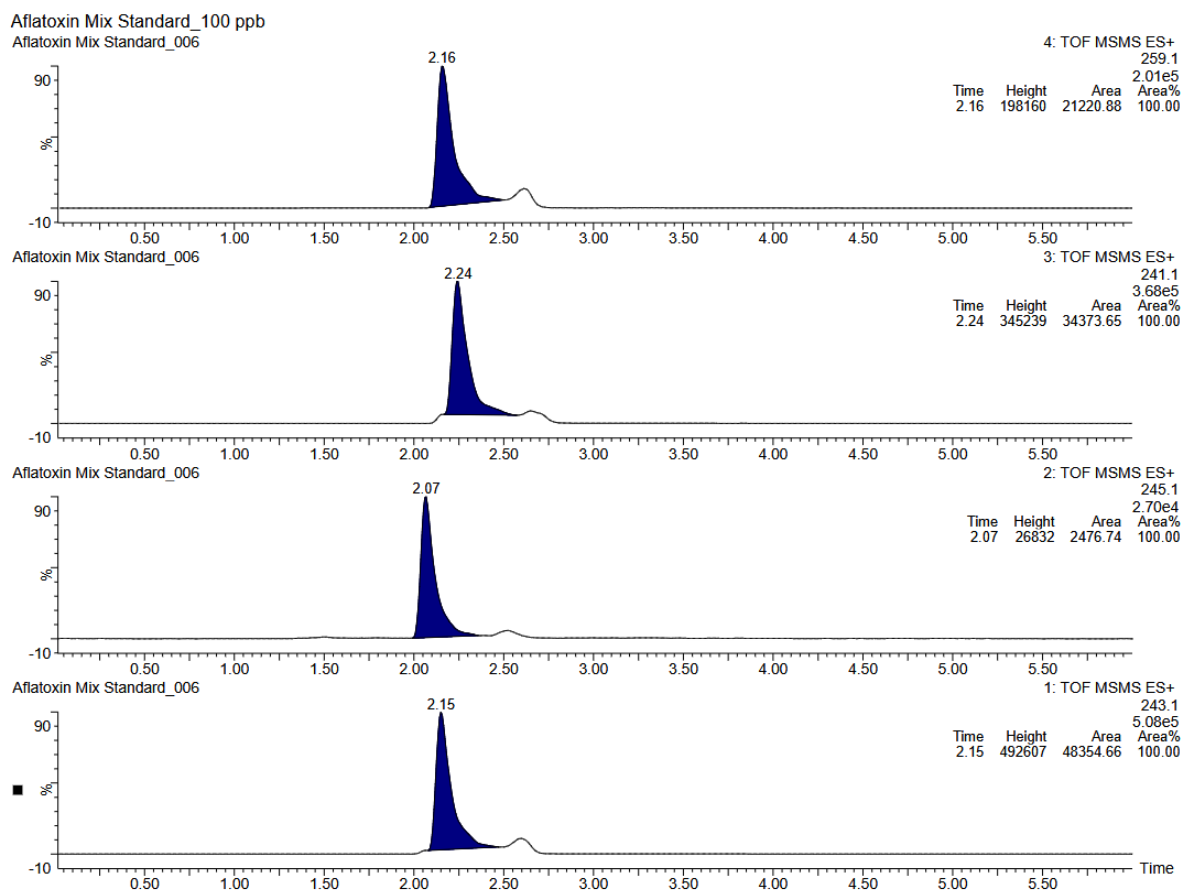 Aflatoxin Mix Standard_100 ppb
Aflatoxin Mix Standard_006
4: TOF MSMS ES+
259.1
2.01e5
Time Height Area Area%
2.16 198160 21220.88 100.00
2.16
90
%
-10
0.50 1.00 1.50 2.00 2.50 3.00 3.50 4.00 4.50 5.00 5.50
Aflatoxin Mix Standard_006
3: TOF MSMS ES+
241.1
3.68e5
Time Height Area Area%
2.24 345239 34373.65 100.00
2.24
90
%
-10
0.50 1.00 1.50 2.00 2.50 3.00 3.50 4.00 4.50 5.00 5.50
Aflatoxin Mix Standard_006
2: TOF MSMS ES+
245.1
2.70e4
Time Height Area Area%
2.07 26832 2476.74 100.00
2.07
90
%
-10
0.50 1.00 1.50 2.00 2.50 3.00 3.50 4.00 4.50 5.00 5.50
Aflatoxin Mix Standard_006
1: TOF MSMS ES+
243.1
5.08e5
Time Height Area Area%
2.15 492607 48354.66 100.00
2.15
90
%
-10
Time
0.50 1.00 1.50 2.00 2.50 3.00 3.50 4.00 4.50 5.00 5.50